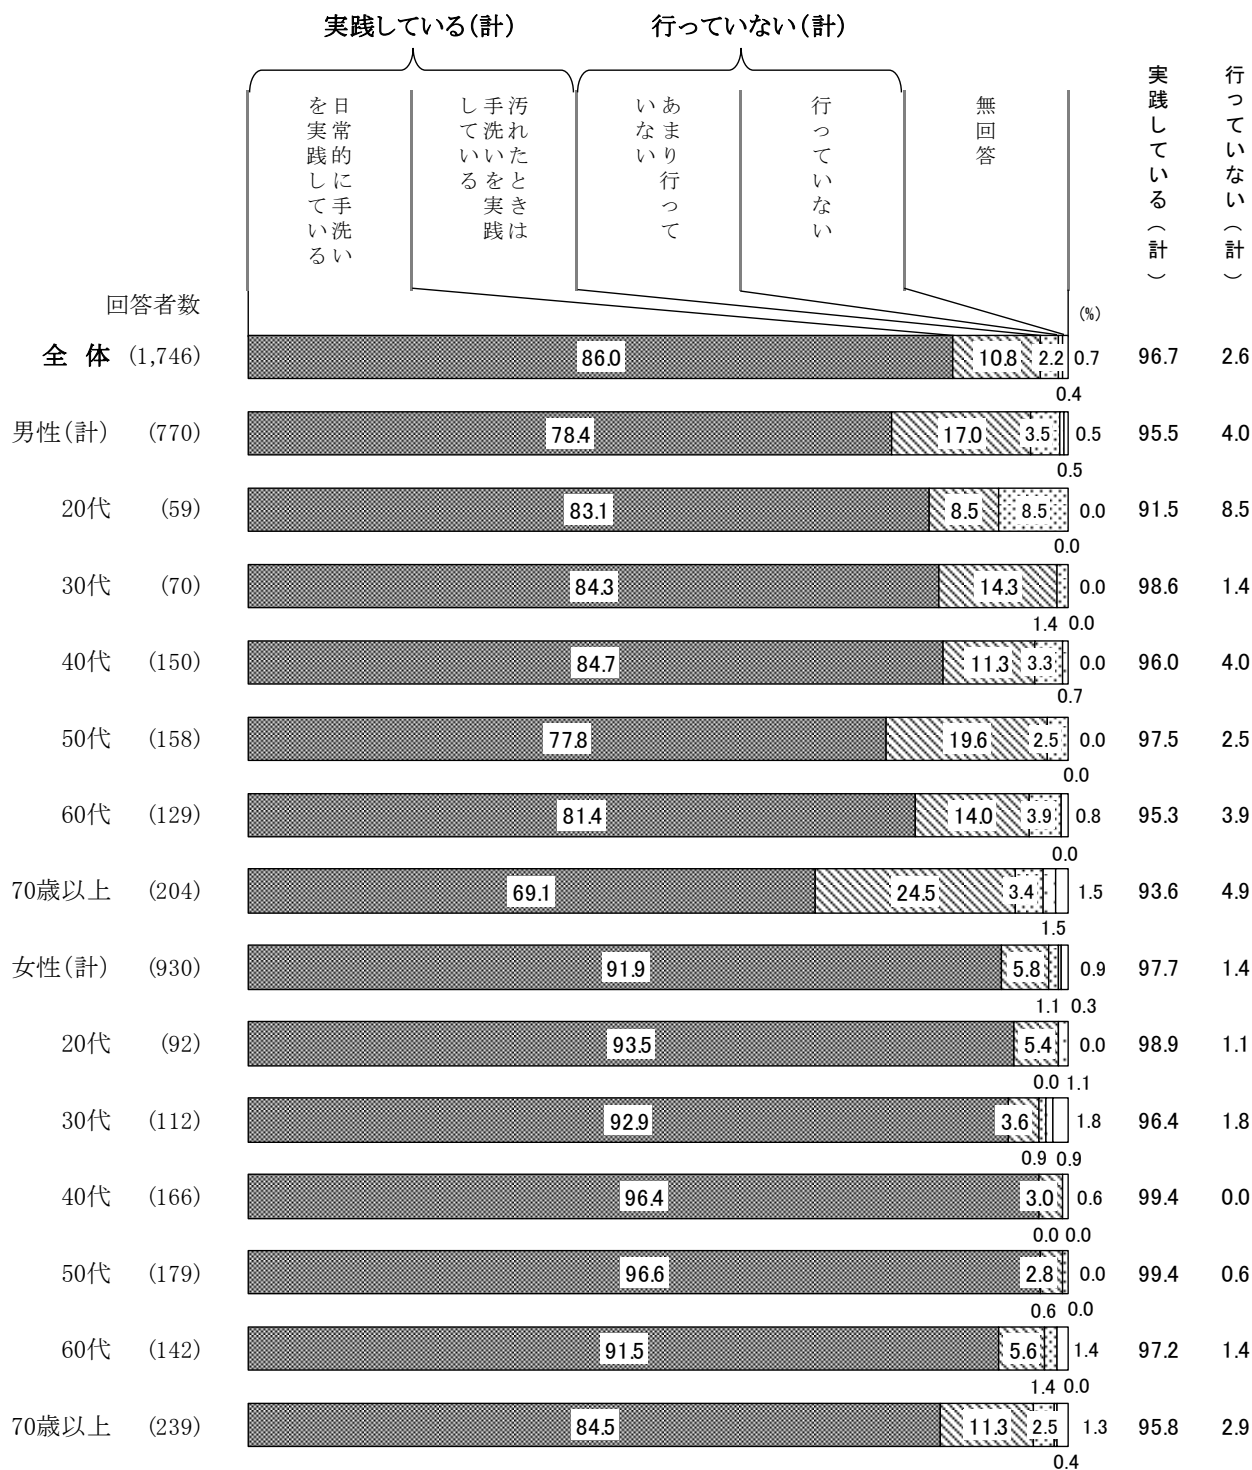 実践している(計) 行っていない(計)
日常的に手洗い
を実践している
汚れたときは
手洗いを実践
している
あまり行って
いない
行っていない
無回答
実践している(計)
行っていない(計)
回答者数 (%)
全 体 (1,746) 86.0 10.8 2.2 0.7 96.7 2.6
0.4
男性(計) (770) 78.4 17.0 3.5 0.5 95.5 4.0
0.5
20代 (59) 83.1 8.5 8.5 0.0 91.5 8.5
0.0
30代 (70) 84.3 14.3 0.0 98.6 1.4
1.4 0.0
40代 (150) 84.7 11.3 3.3 0.0 96.0 4.0
0.7
50代 (158) 77.8 19.6 2.5 0.0 97.5 2.5
0.0
60代 (129) 81.4 14.0 3.9 0.8 95.3 3.9
0.0
70歳以上 (204) 69.1 24.5 3.4 1.5 93.6 4.9
1.5
女性(計) (930) 91.9 5.8 0.9 97.7 1.4
1.1 0.3
20代 (92) 93.5 5.4 0.0 98.9 1.1
0.0 1.1
30代 (112) 92.9 3.6 1.8 96.4 1.8
0.9 0.9
40代 (166) 96.4 3.0 0.6 99.4 0.0
0.0 0.0
50代 (179) 96.6 2.8 0.0 99.4 0.6
0.6 0.0
60代 (142) 91.5 5.6 1.4 97.2 1.4
1.4 0.0
70歳以上 (239) 84.5 11.3 2.5 1.3 95.8 2.9
0.4